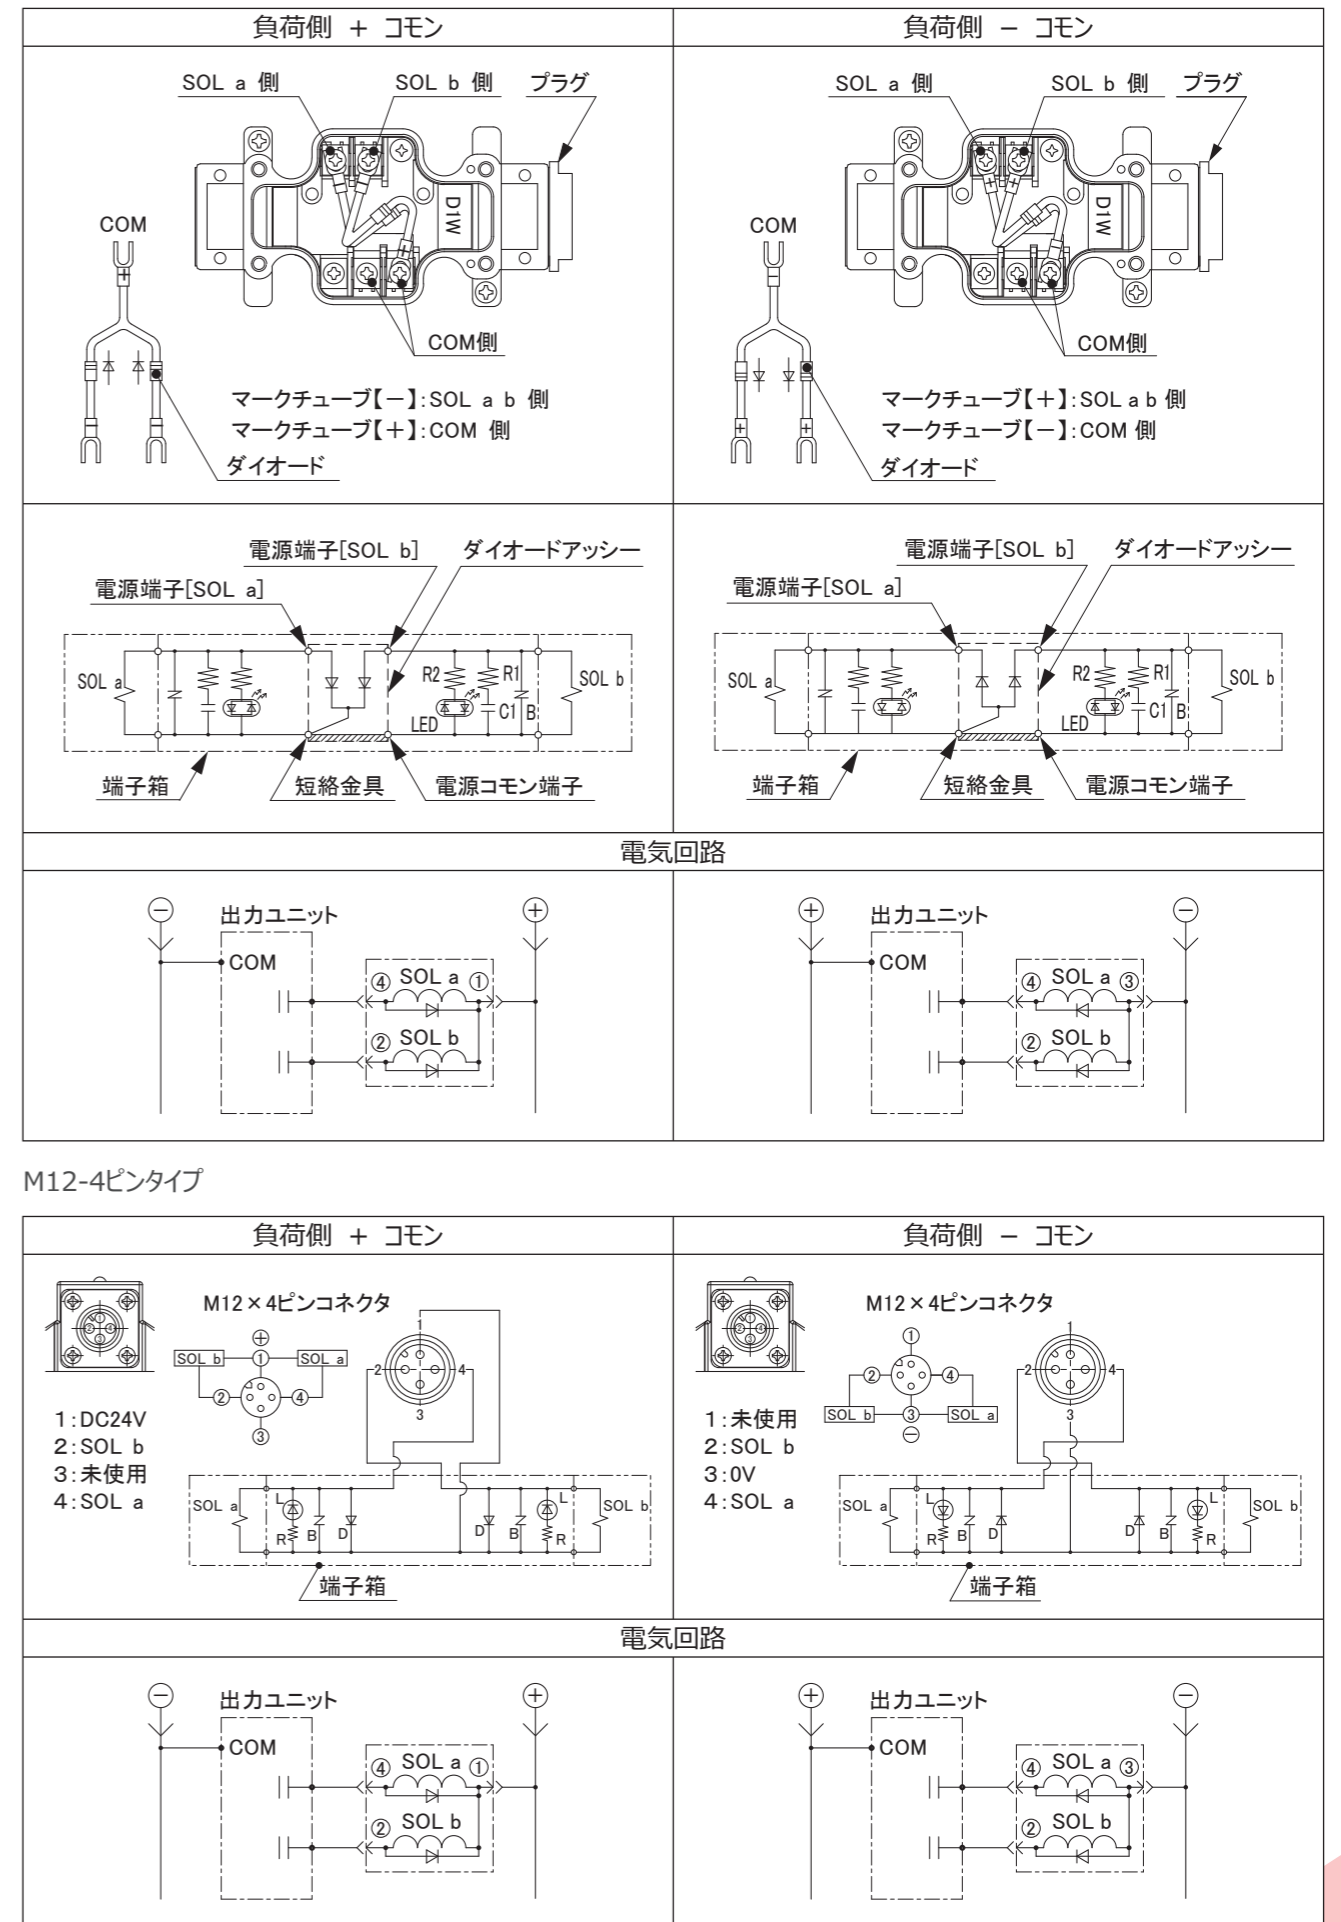 負荷側 + コモン
負荷側 − コモン
SOL a 側
SOL b 側
プラグ
COM
D1W
COM側
マークチューブ【－】：SOL a b 側
マークチューブ【＋】：COM 側
ダイオード
SOL a 側
SOL b 側
プラグ
COM
D1W
COM側
マークチューブ【＋】：SOL a b 側
マークチューブ【－】：COM 側
ダイオード
電源端子[SOL b]
ダイオードアッシー
電源端子[SOL a]
SOL a
R2
R1
SOL b
LED
C1
B
端子箱
短絡金具
電源コモン端子
電源端子[SOL b]
ダイオードアッシー
電源端子[SOL a]
SOL a
R2
R1
SOL b
LED
C1
B
端子箱
短絡金具
電源コモン端子
電気回路
出力ユニット
COM
④ SOL a ①
② SOL b
出力ユニット
COM
④ SOL a ③
② SOL b
M12-4ピンタイプ
負荷側 + コモン
負荷側 − コモン
M12×4ピンコネクタ
SOL b ① SOL a
② ④
③
1
2 4
3
1：DC24V
2：SOL b
3：未使用
4：SOL a
SOL a
L
R
B
D
D
B
L
R
SOL b
端子箱
M12×4ピンコネクタ
①
② ④
SOL b ③ SOL a
1
2 4
3
1：未使用
2：SOL b
3：0V
4：SOL a
SOL a
L
R
B
D
D
B
L
R
SOL b
端子箱
電気回路
出力ユニット
COM
④ SOL a ①
② SOL b
出力ユニット
COM
④ SOL a ③
② SOL b